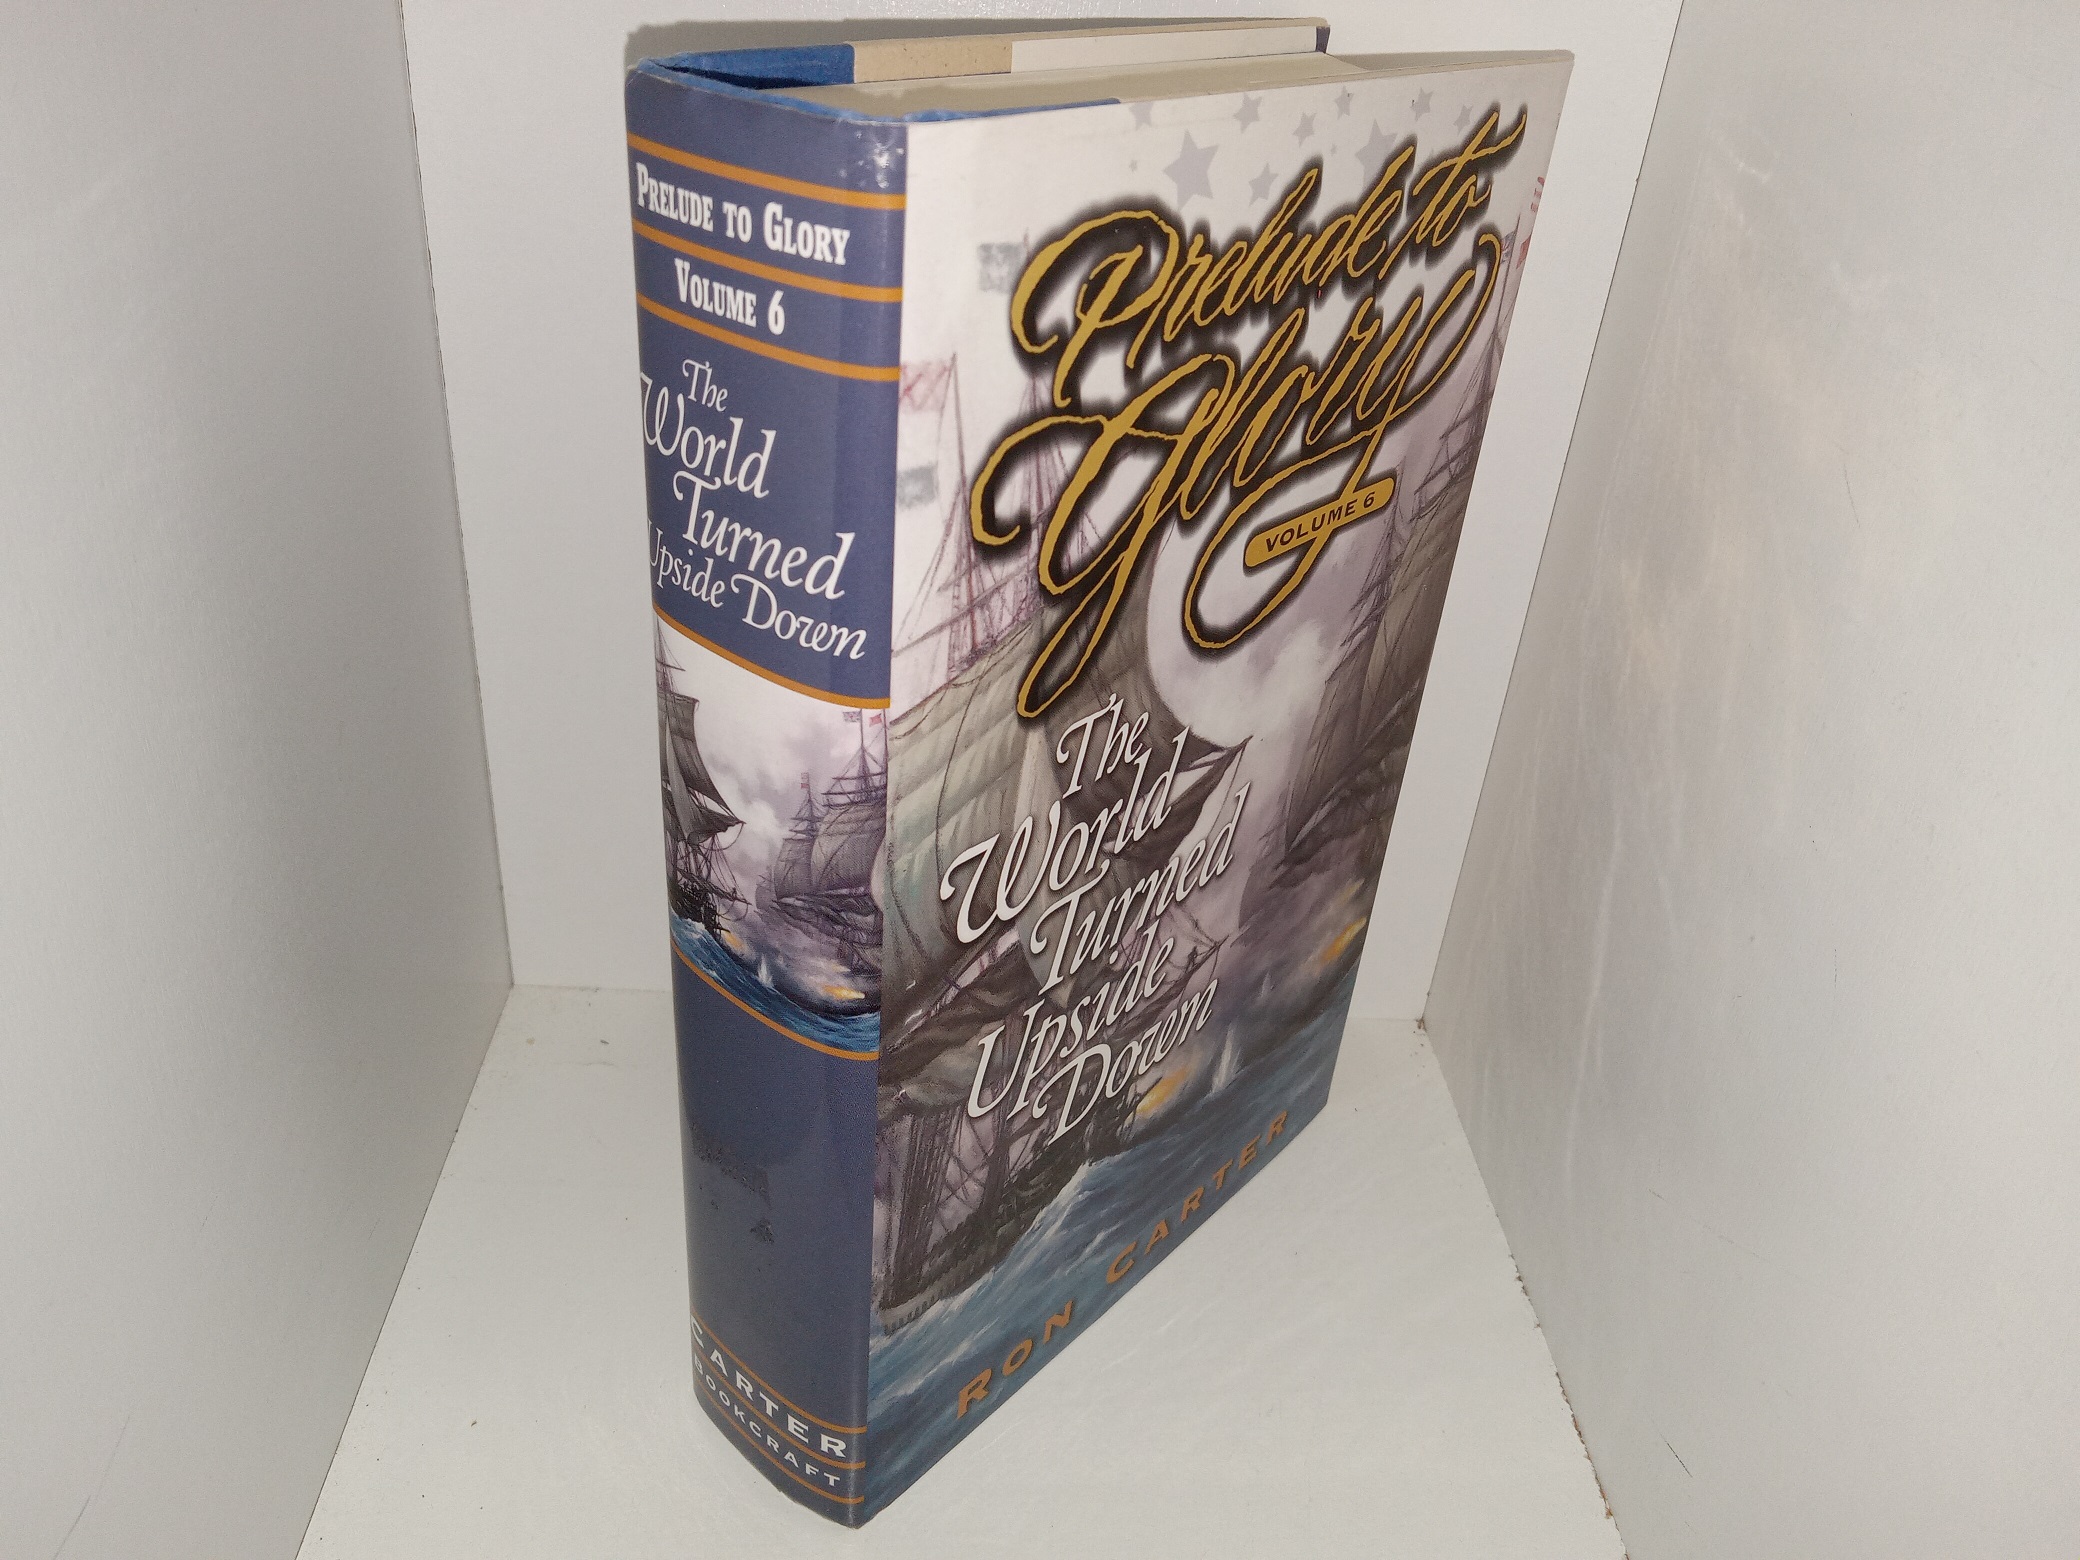 PRELUDE TO GLORY
VOLUME 6
The
World
Turned
Upside Down
CARTER
BOOKCRAFT
Prelude to
Glory
VOLUME 6
The
World
Turned
Upside
Down
RON CARTER